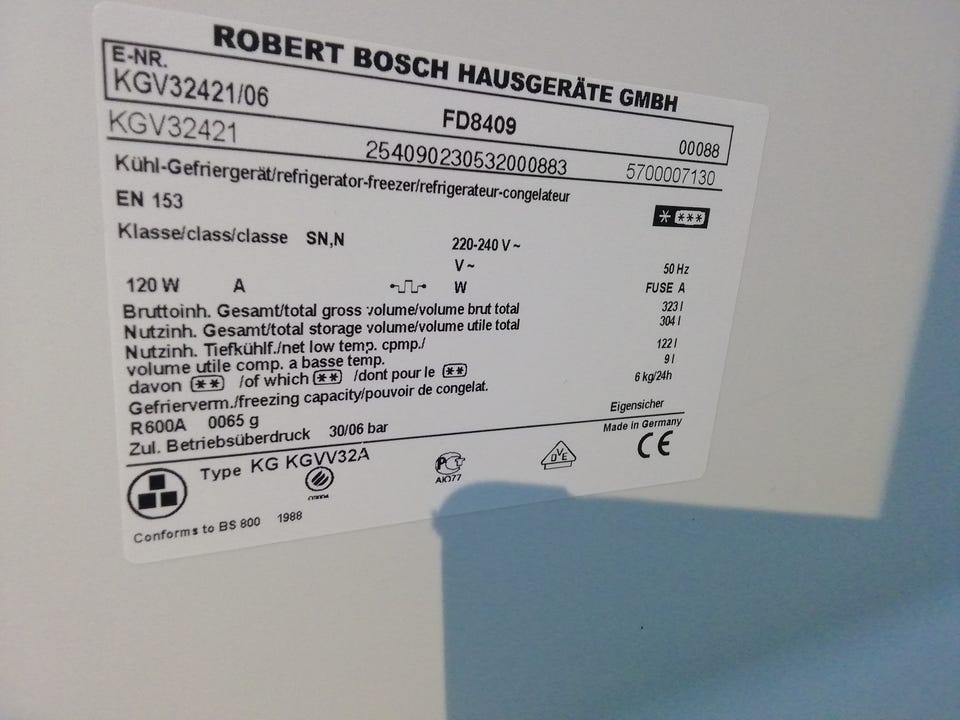 ROBERT BOSCH HAUSGERÄTE GMBH
E-NR.
KGV32421/06 FD8409 00088
KGV32421 254090230532000883 5700007130
Kühl-Gefriergerät/refrigerator-freezer/refrigerateur-congelateur
EN 153 * ***
Klasse/class/classe SN,N 220-240 V ~
V ~ 50 Hz
120 W A W FUSE A
Bruttoinh. Gesamt/total gross volume/volume brut total 323 l
Nutzinh. Gesamt/total storage volume/volume utile total 304 l
Nutzinh. Tiefkühlf./net low temp. cpmp./
volume utile comp. a basse temp. 122 l
davon ** /of which ** /dont pour le ** 9 l
Gefrierverm./freezing capacity/pouvoir de congelat. 6 kg/24h
R600A 0065 g
Zul. Betriebsüberdruck 30/06 bar Eigensicher
Made in Germany
Type KG KGVV32A CE
PC DVE
АЮ77
Conforms to BS 800 1988